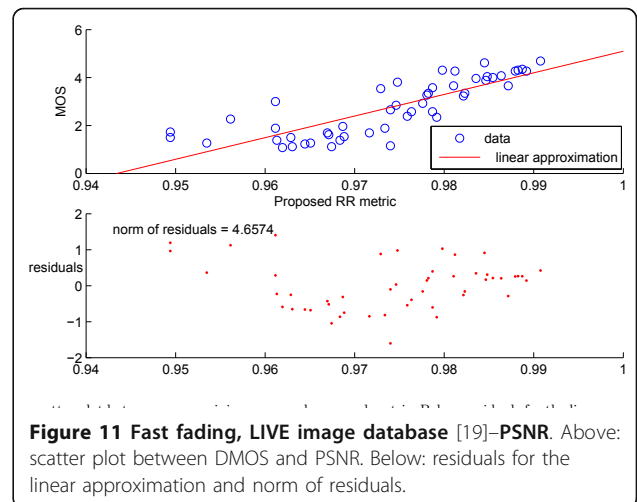 6
4
2
0
MOS
data
linear approximation
0.94 0.95 0.96 0.97 0.98 0.99 1
Proposed RR metric
2
1
0
−1
−2
residuals
norm of residuals = 4.6574
0.94 0.95 0.96 0.97 0.98 0.99 1
Figure 11 Fast fading, LIVE image database [19]–PSNR. Above:
scatter plot between DMOS and PSNR. Below: residuals for the
linear approximation and norm of residuals.